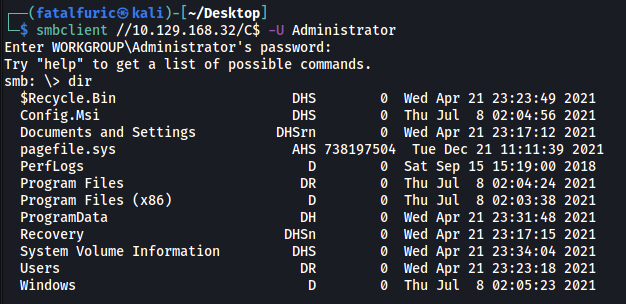 (fatalfuric㉿kali)-[~/Desktop]
$ smbclient //10.129.168.32/C$ -U Administrator
Enter WORKGROUP\Administrator's password:
Try "help" to get a list of possible commands.
smb: \> dir
$Recycle.Bin DHS 0 Wed Apr 21 23:23:49 2021
Config.Msi DHS 0 Thu Jul 8 02:04:56 2021
Documents and Settings DHSrn 0 Wed Apr 21 23:17:12 2021
pagefile.sys AHS 738197504 Tue Dec 21 11:11:39 2021
PerfLogs D 0 Sat Sep 15 15:19:00 2018
Program Files DR 0 Thu Jul 8 02:04:24 2021
Program Files (x86) D 0 Thu Jul 8 02:03:38 2021
ProgramData DH 0 Wed Apr 21 23:31:48 2021
Recovery DHSn 0 Wed Apr 21 23:17:15 2021
System Volume Information DHS 0 Wed Apr 21 23:34:04 2021
Users DR 0 Wed Apr 21 23:23:18 2021
Windows D 0 Thu Jul 8 02:05:23 2021